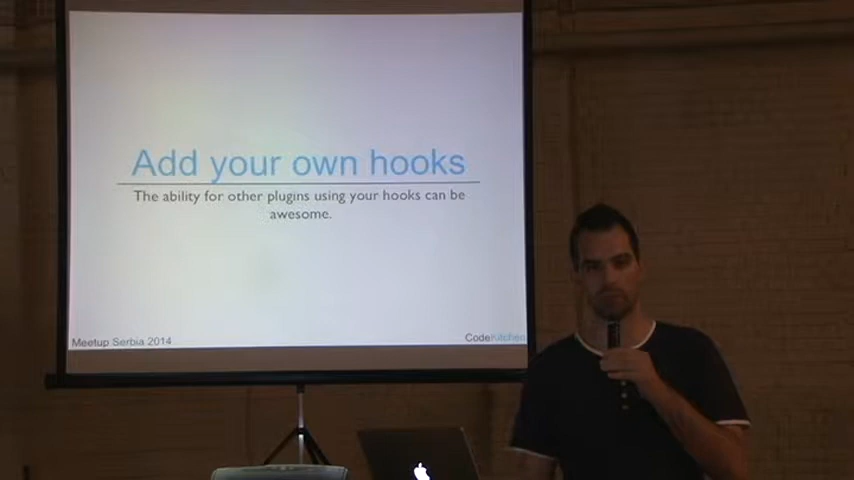 Add your own hooks
The ability for other plugins using your hooks can be
awesome.
Meetup Serbia 2014
CodeKitchen